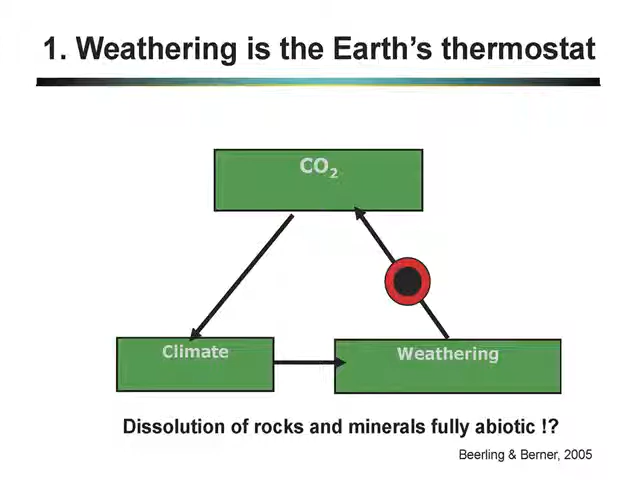 1. Weathering is the Earth's thermostat
CO₂
Climate
Weathering
Dissolution of rocks and minerals fully abiotic !?
Beerling & Berner, 2005